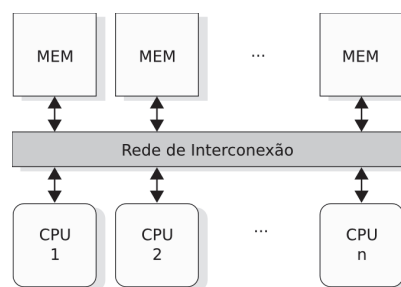 MEM MEM ... MEM
Rede de Interconexão
CPU 1 CPU 2 ... CPU n